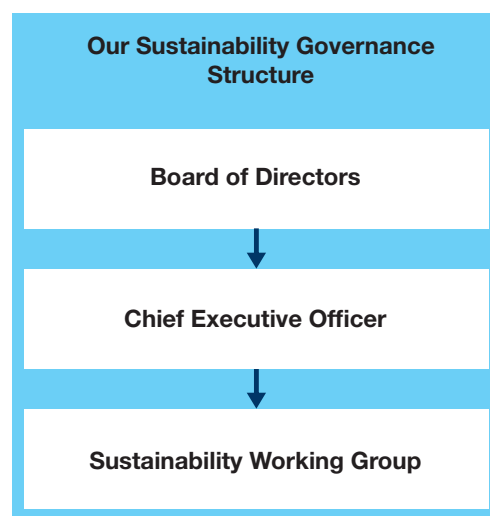 Our Sustainability Governance
Structure
Board of Directors
Chief Executive Officer
Sustainability Working Group